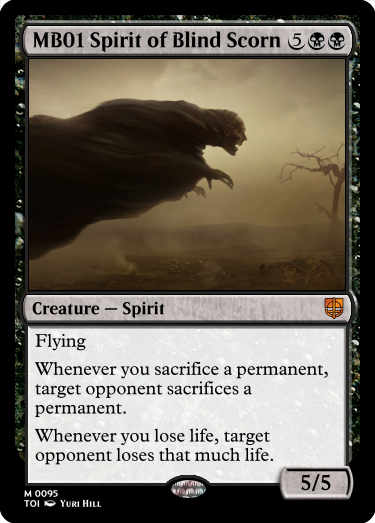 MB01 Spirit of Blind Scorn 5
Creature — Spirit
Flying
Whenever you sacrifice a permanent,
target opponent sacrifices a
permanent.
Whenever you lose life, target
opponent loses that much life.
5/5
M 0095
TOI Yuri Hill